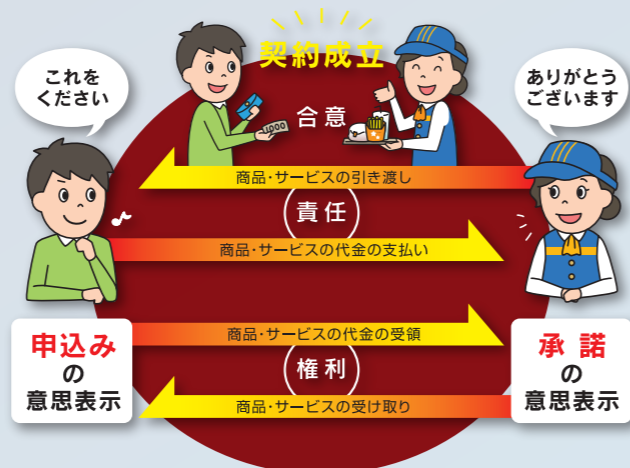 契約成立
これを
ください
ありがとう
ございます
合意
1,000
商品・サービスの引き渡し
責任
商品・サービスの代金の支払い
商品・サービスの代金の受領
権利
商品・サービスの受け取り
申込み
の
意思表示
承諾
の
意思表示